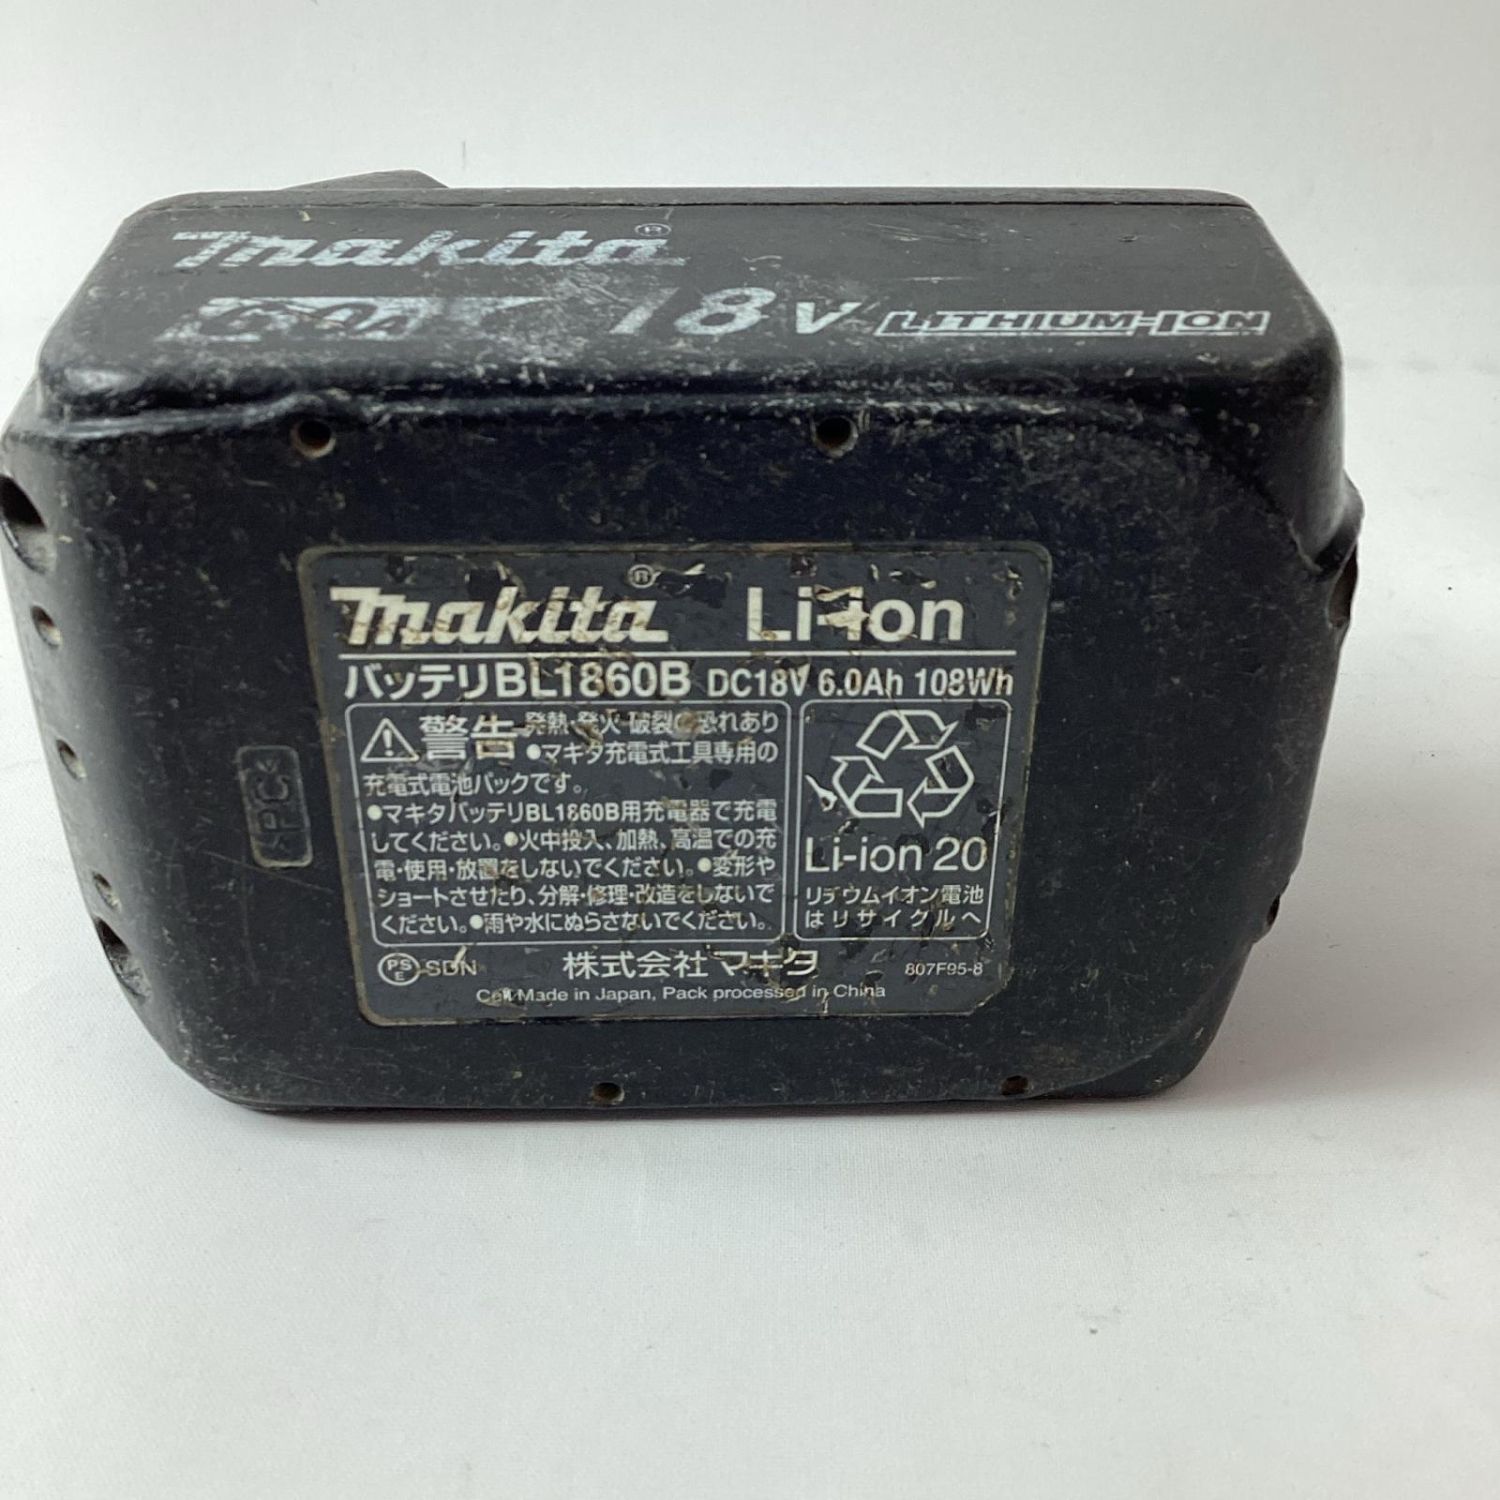 makita®
6.0A 18V LITHIUM-ION
makita® Li-ion
バッテリBL1860B DC18V 6.0Ah 108Wh
警告 発熱・発火・破裂の恐れあり
●マキタ充電式工具専用の
充電式電池パックです。
●マキタバッテリBL1860B用充電器で充電
してください。●火中投入、加熱、高温での充
電・使用・放置をしないでください。●変形や
ショートさせたり、分解・修理・改造をしないで
ください。●雨や水にぬらさないでください。
Li-ion 20
リチウムイオン電池
はリサイクルへ
>PC<
PS
E SDN 株式会社マキタ 807F95-8
Cell Made in Japan, Pack processed in China